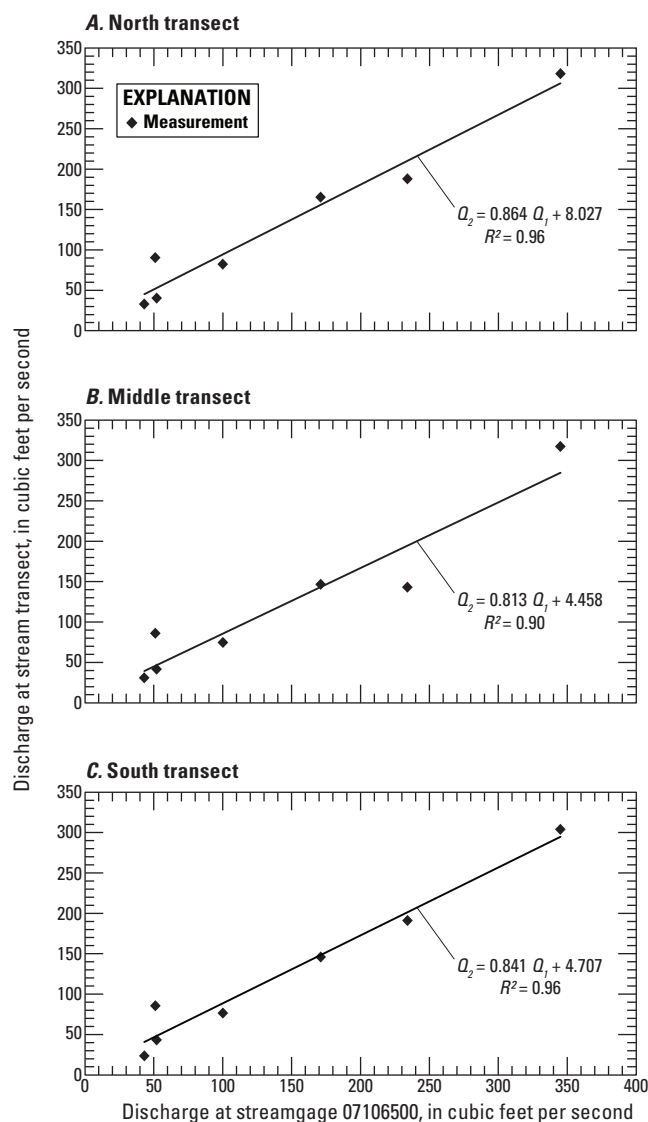 A. North transect
350
300
250
200
150
100
50
0
EXPLANATION
Measurement
Q2 = 0.864 Q1 + 8.027
R² = 0.96
B. Middle transect
350
300
250
200
150
100
50
0
Q2 = 0.813 Q1 + 4.458
R² = 0.90
C. South transect
350
300
250
200
150
100
50
0
Q2 = 0.841 Q1 + 4.707
R² = 0.96
0 50 100 150 200 250 300 350 400
Discharge at stream transect, in cubic feet per second
Discharge at streamgage 07106500, in cubic feet per second